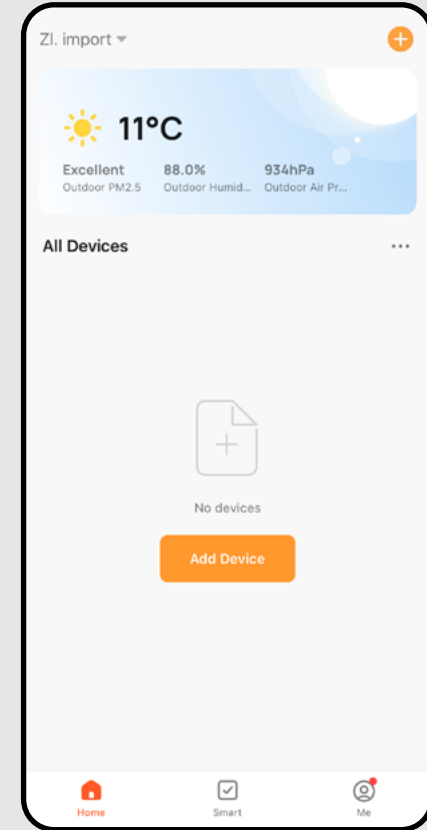 Zl. import
11°C
Excellent 88.0% 934hPa
Outdoor PM2.5 Outdoor Humid... Outdoor Air Pr...
All Devices
No devices
Add Device
Home Smart Me